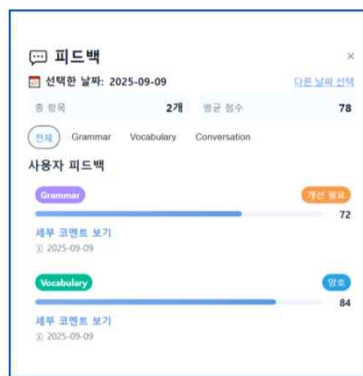 피드백
×
선택한 날짜: 2025-09-09 다른 날짜 선택
총 항목 2개 평균 점수 78
전체 Grammar Vocabulary Conversation
사용자 피드백
Grammar 개선 필요
72
세부 코멘트 보기
2025-09-09
Vocabulary 양호
84
세부 코멘트 보기
2025-09-09